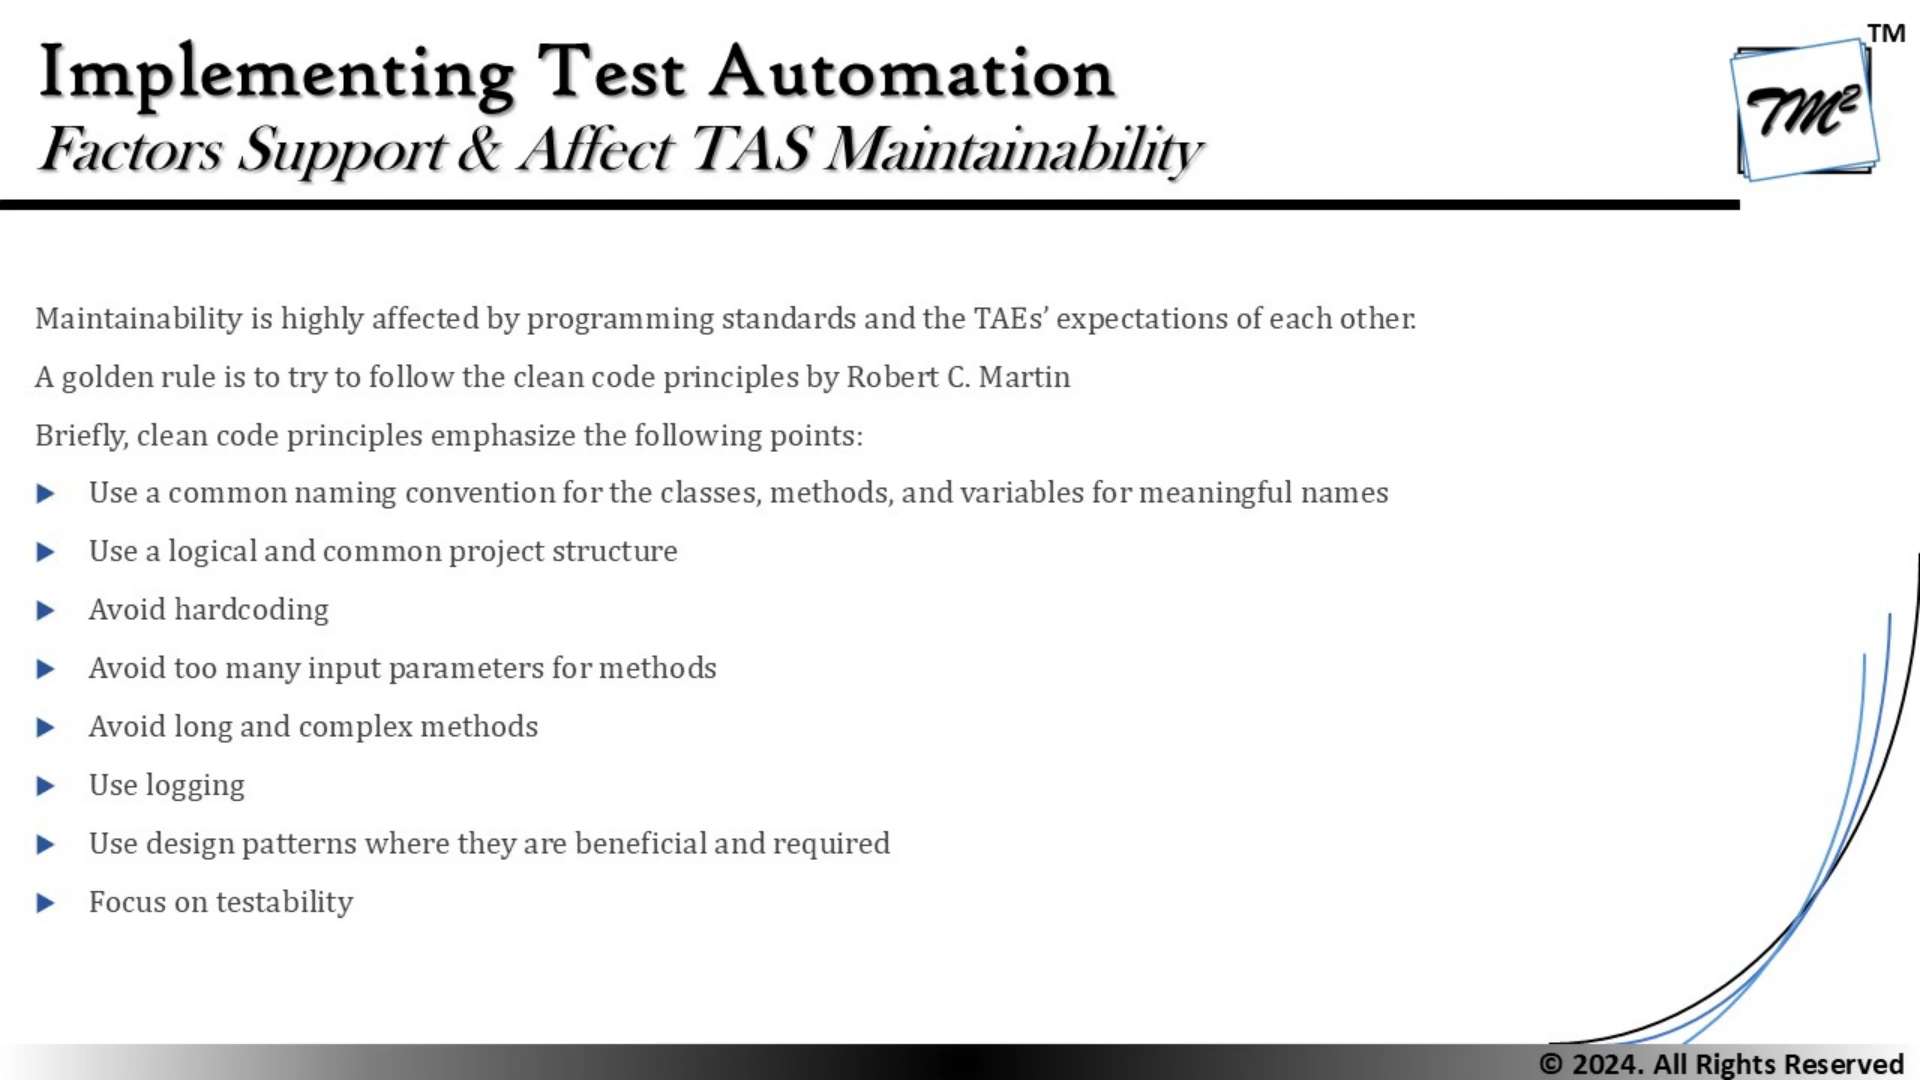 Implementing Test Automation
Factors Support & Affect TAS Maintainability
TM
TM²
Maintainability is highly affected by programming standards and the TAEs’ expectations of each other.
A golden rule is to try to follow the clean code principles by Robert C. Martin
Briefly, clean code principles emphasize the following points:
Use a common naming convention for the classes, methods, and variables for meaningful names
Use a logical and common project structure
Avoid hardcoding
Avoid too many input parameters for methods
Avoid long and complex methods
Use logging
Use design patterns where they are beneficial and required
Focus on testability
© 2024. All Rights Reserved